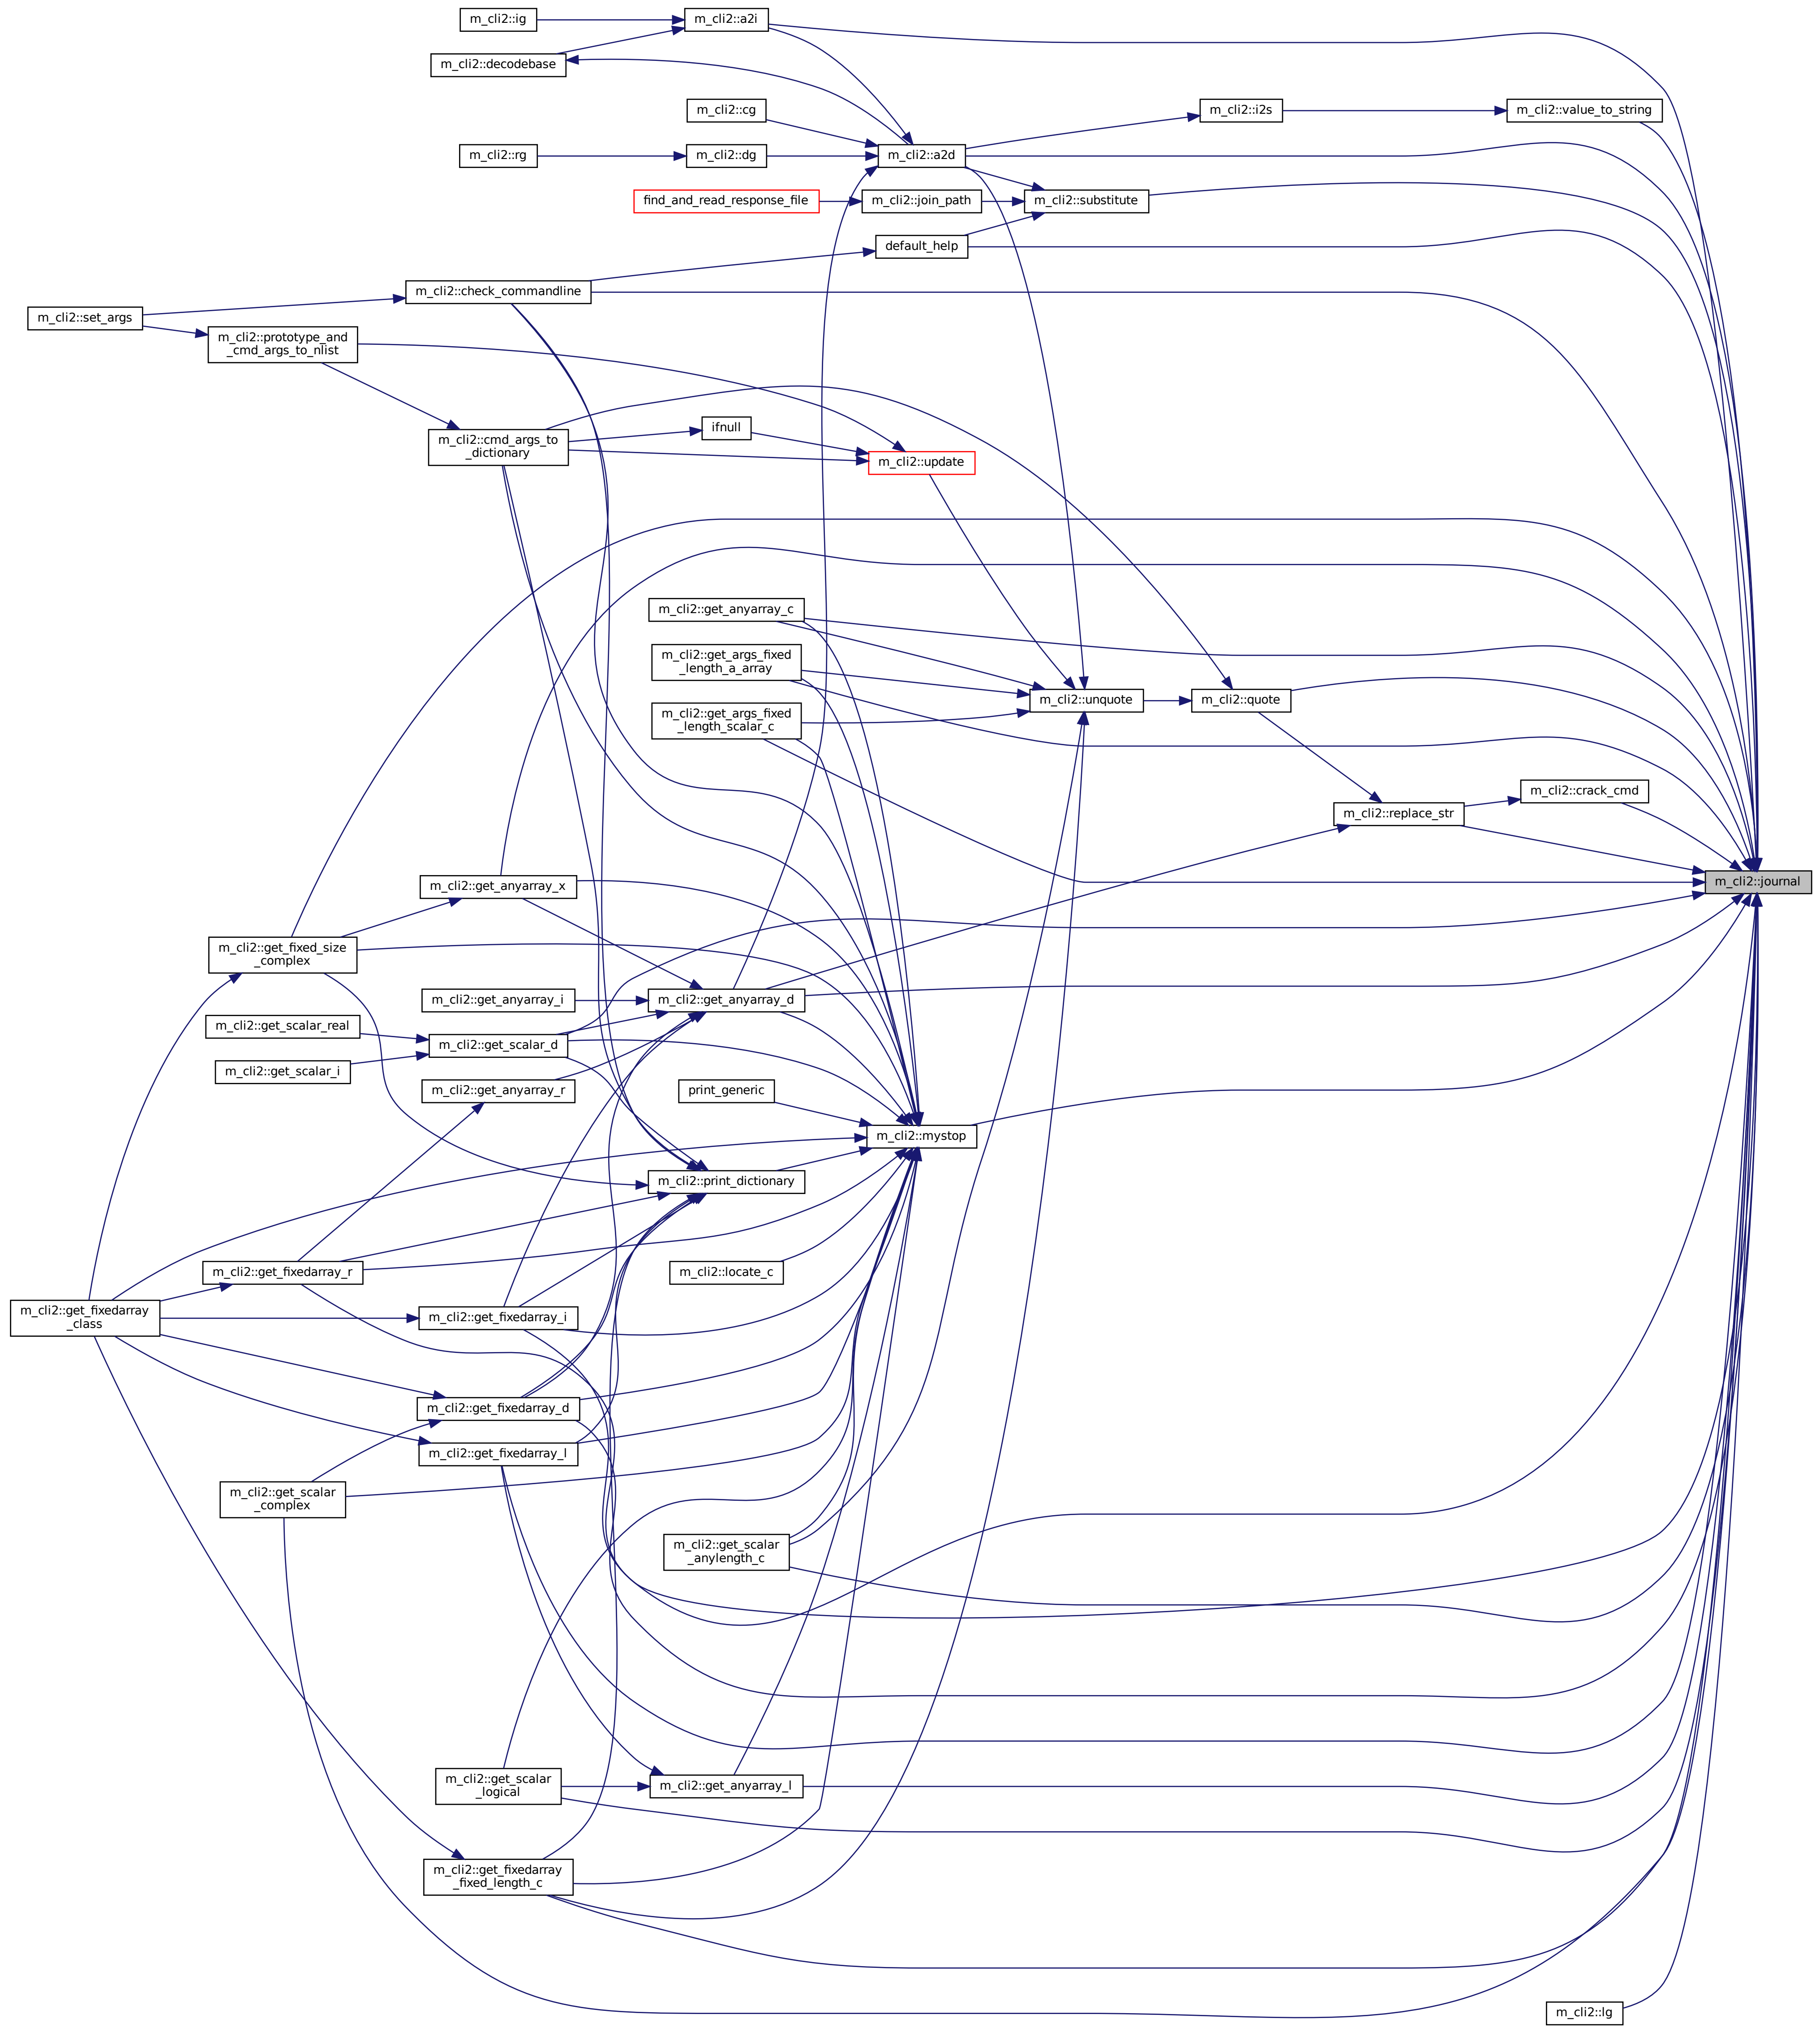 m_cli2::ig
m_cli2::a2i
m_cli2::decodebase
m_cli2::cg
m_cli2::i2s
m_cli2::value_to_string
m_cli2::rg
m_cli2::dg
m_cli2::a2d
find_and_read_response_file
m_cli2::join_path
m_cli2::substitute
default_help
m_cli2::check_commandline
m_cli2::set_args
m_cli2::prototype_and
_cmd_args_to_nlist
m_cli2::cmd_args_to
_dictionary
ifnull
m_cli2::update
m_cli2::get_anyarray_c
m_cli2::get_args_fixed
_length_a_array
m_cli2::get_args_fixed
_length_scalar_c
m_cli2::unquote
m_cli2::quote
m_cli2::crack_cmd
m_cli2::replace_str
m_cli2::journal
m_cli2::get_anyarray_x
m_cli2::get_fixed_size
_complex
m_cli2::get_anyarray_i
m_cli2::get_anyarray_d
m_cli2::get_scalar_real
m_cli2::get_scalar_d
m_cli2::get_scalar_i
m_cli2::get_anyarray_r
print_generic
m_cli2::mystop
m_cli2::print_dictionary
m_cli2::get_fixedarray_r
m_cli2::locate_c
m_cli2::get_fixedarray
_class
m_cli2::get_fixedarray_i
m_cli2::get_fixedarray_d
m_cli2::get_fixedarray_l
m_cli2::get_scalar
_complex
m_cli2::get_scalar
_anylength_c
m_cli2::get_scalar
_logical
m_cli2::get_anyarray_l
m_cli2::get_fixedarray
_fixed_length_c
m_cli2::lg